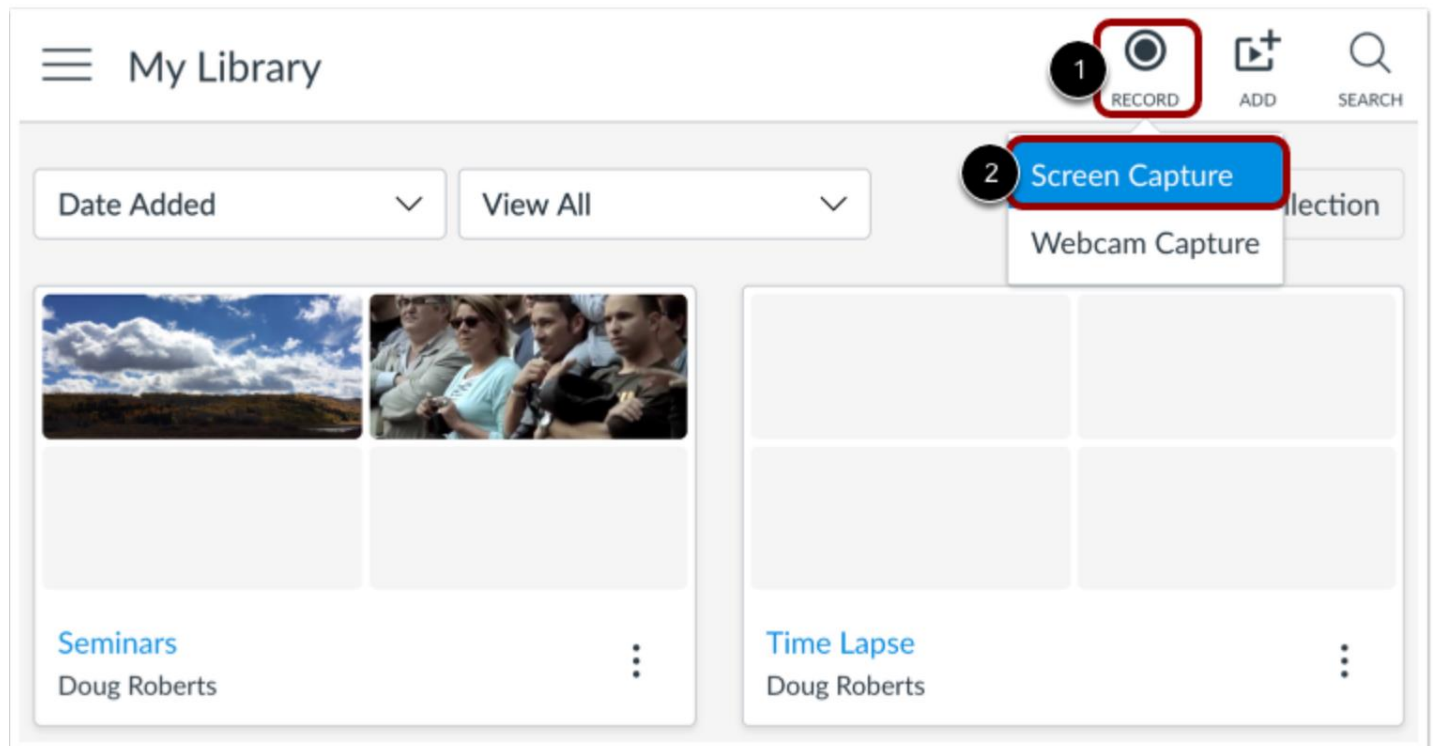 My Library
1
RECORD
ADD
SEARCH
2
Screen Capture
Webcam Capture
Date Added
View All
llection
Seminars
Doug Roberts
Time Lapse
Doug Roberts